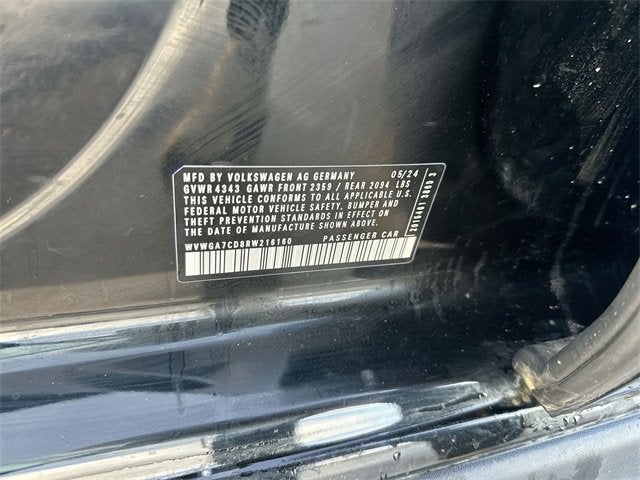 MFD BY VOLKSWAGEN AG GERMANY 05/24
GVWR 4343 GAWR FRONT 2359 / REAR 2094 LBS
THIS VEHICLE CONFORMS TO ALL APPLICABLE U.S.
FEDERAL MOTOR VEHICLE SAFETY, BUMPER AND
THEFT PREVENTION STANDARDS IN EFFECT ON
THE DATE OF MANUFACTURE SHOWN ABOVE.
WVWGA7CD8RW216160 PASSENGER CAR